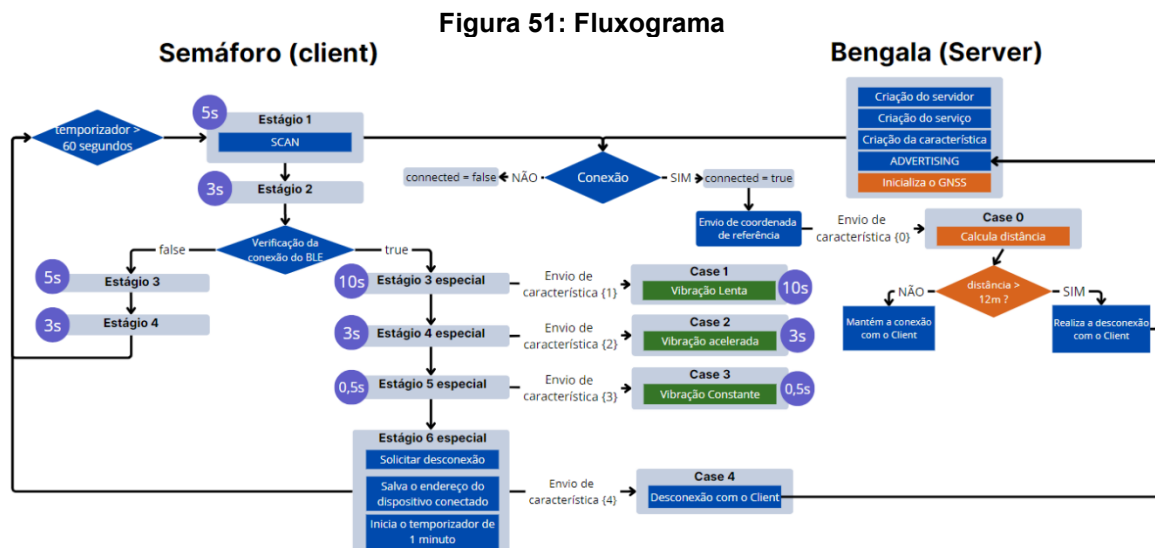 Figura 51: Fluxograma
Semáforo (client)
Bengala (Server)
temporizador >
60 segundos
5s
Estágio 1
SCAN
3s
Estágio 2
Verificação da
conexão do BLE
false
true
5s
Estágio 3
3s
Estágio 4
10s
Estágio 3 especial
Envio de
característica {1}
Case 1
Vibração Lenta
10s
3s
Estágio 4 especial
Envio de
característica {2}
Case 2
Vibração acelerada
3s
0,5s
Estágio 5 especial
Envio de
característica {3}
Case 3
Vibração Constante
0,5s
Estágio 6 especial
Solicitar desconexão
Salva o endereço do
dispositivo conectado
Inicia o temporizador de
1 minuto
Envio de
característica {4}
Case 4
Desconexão com o Client
connected = false
NÃO
Conexão
SIM
connected = true
Envio de coordenada
de referência
Envio de
característica {0}
Criação do servidor
Criação do serviço
Criação da característica
ADVERTISING
Inicializa o GNSS
Case 0
Calcula distância
NÃO
distância >
12m ?
SIM
Mantém a conexão
com o Client
Realiza a desconexão
com o Client